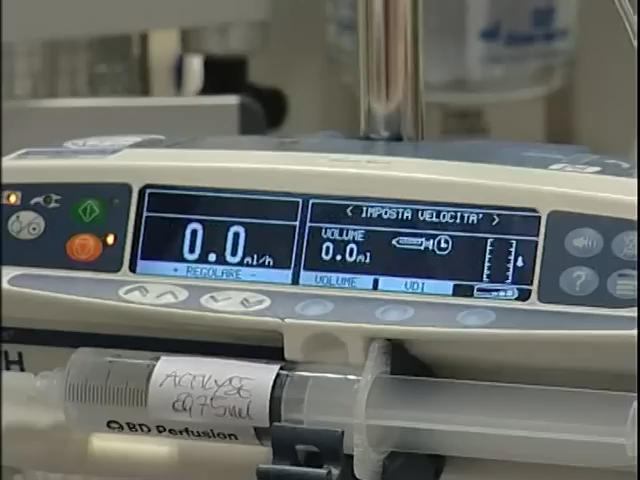 < IMPOSTA VELOCITA' >
VOLUME
0.0ml
0.0ml/h
- REGOLARE -
VOLUME
VDI
?
H
ACTILYSE
BD Perfusion